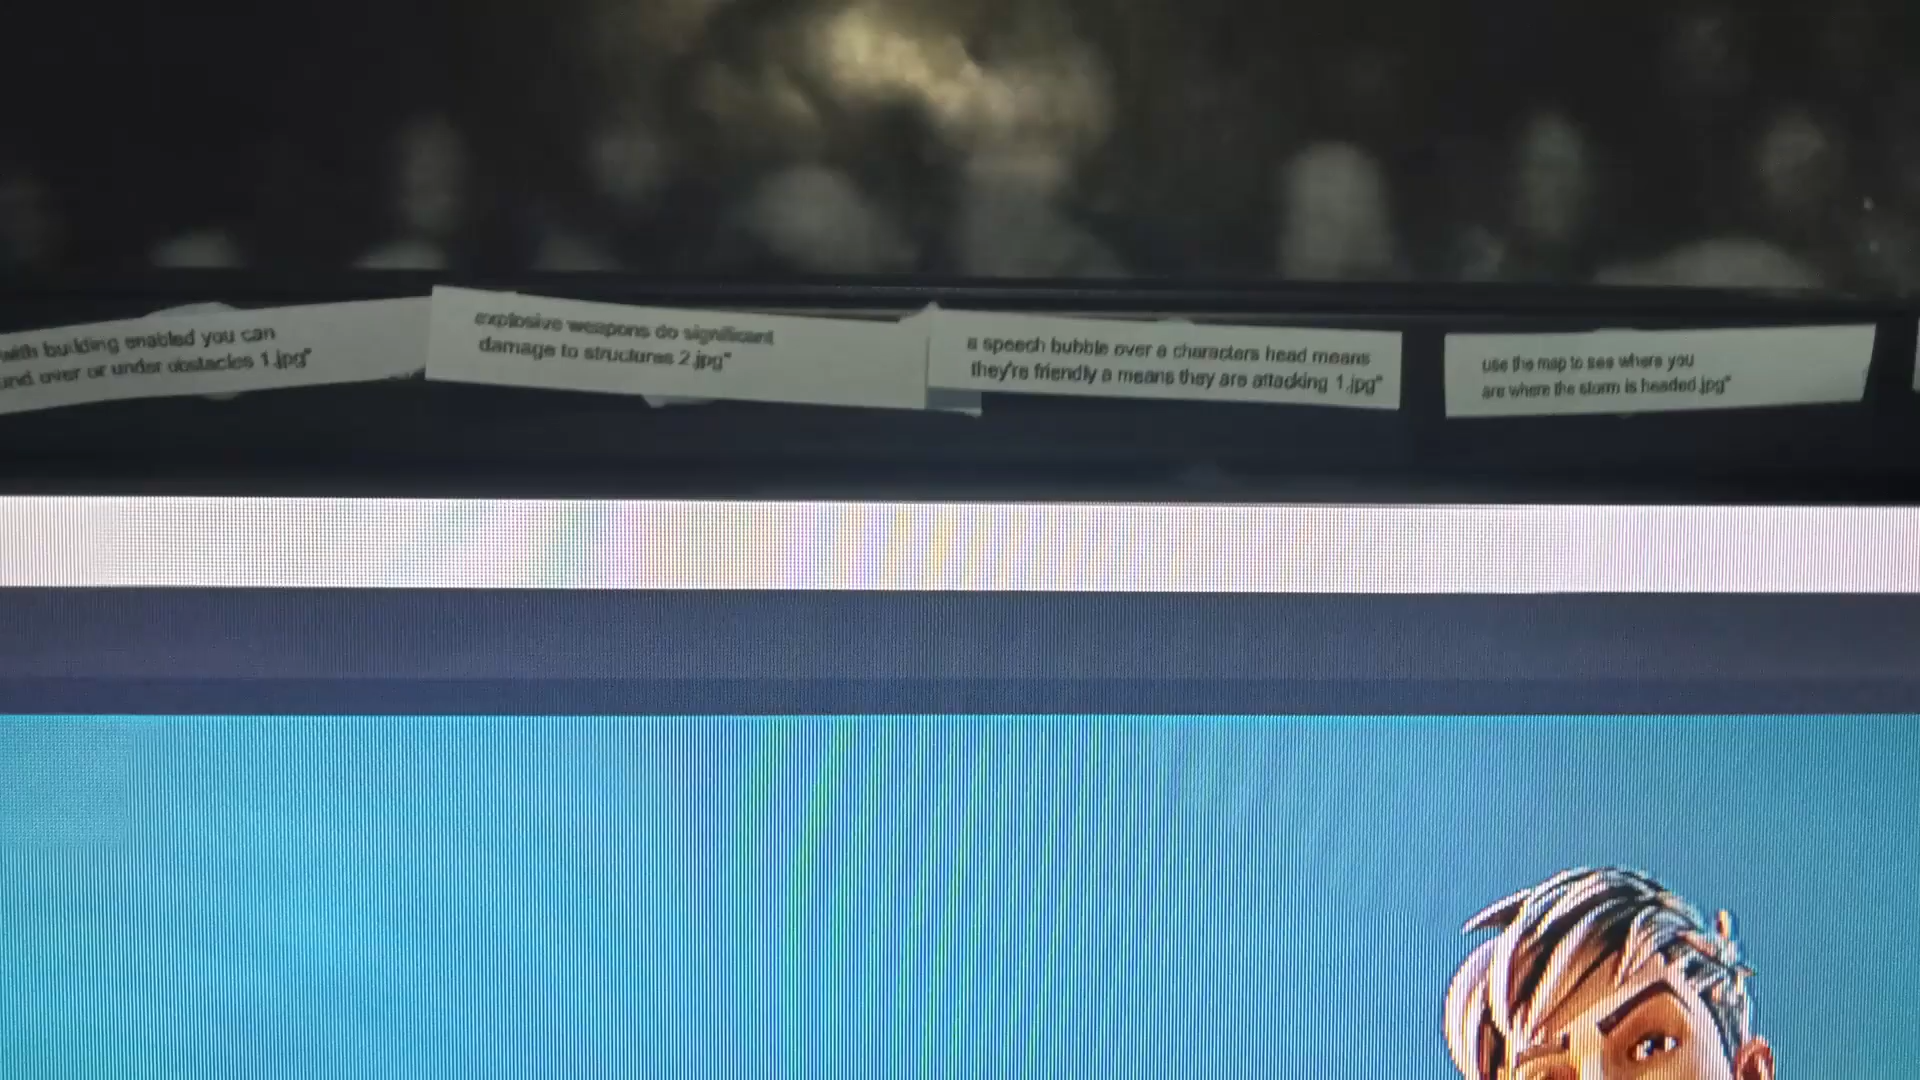 with building enabled you can
und over or under obstacles 1.jpg"
explosive weapons do significant
damage to structures 2.jpg"
a speech bubble over a characters head means
they're friendly a means they are attacking 1.jpg"
use the map to see where you
are where the storm is headed.jpg"